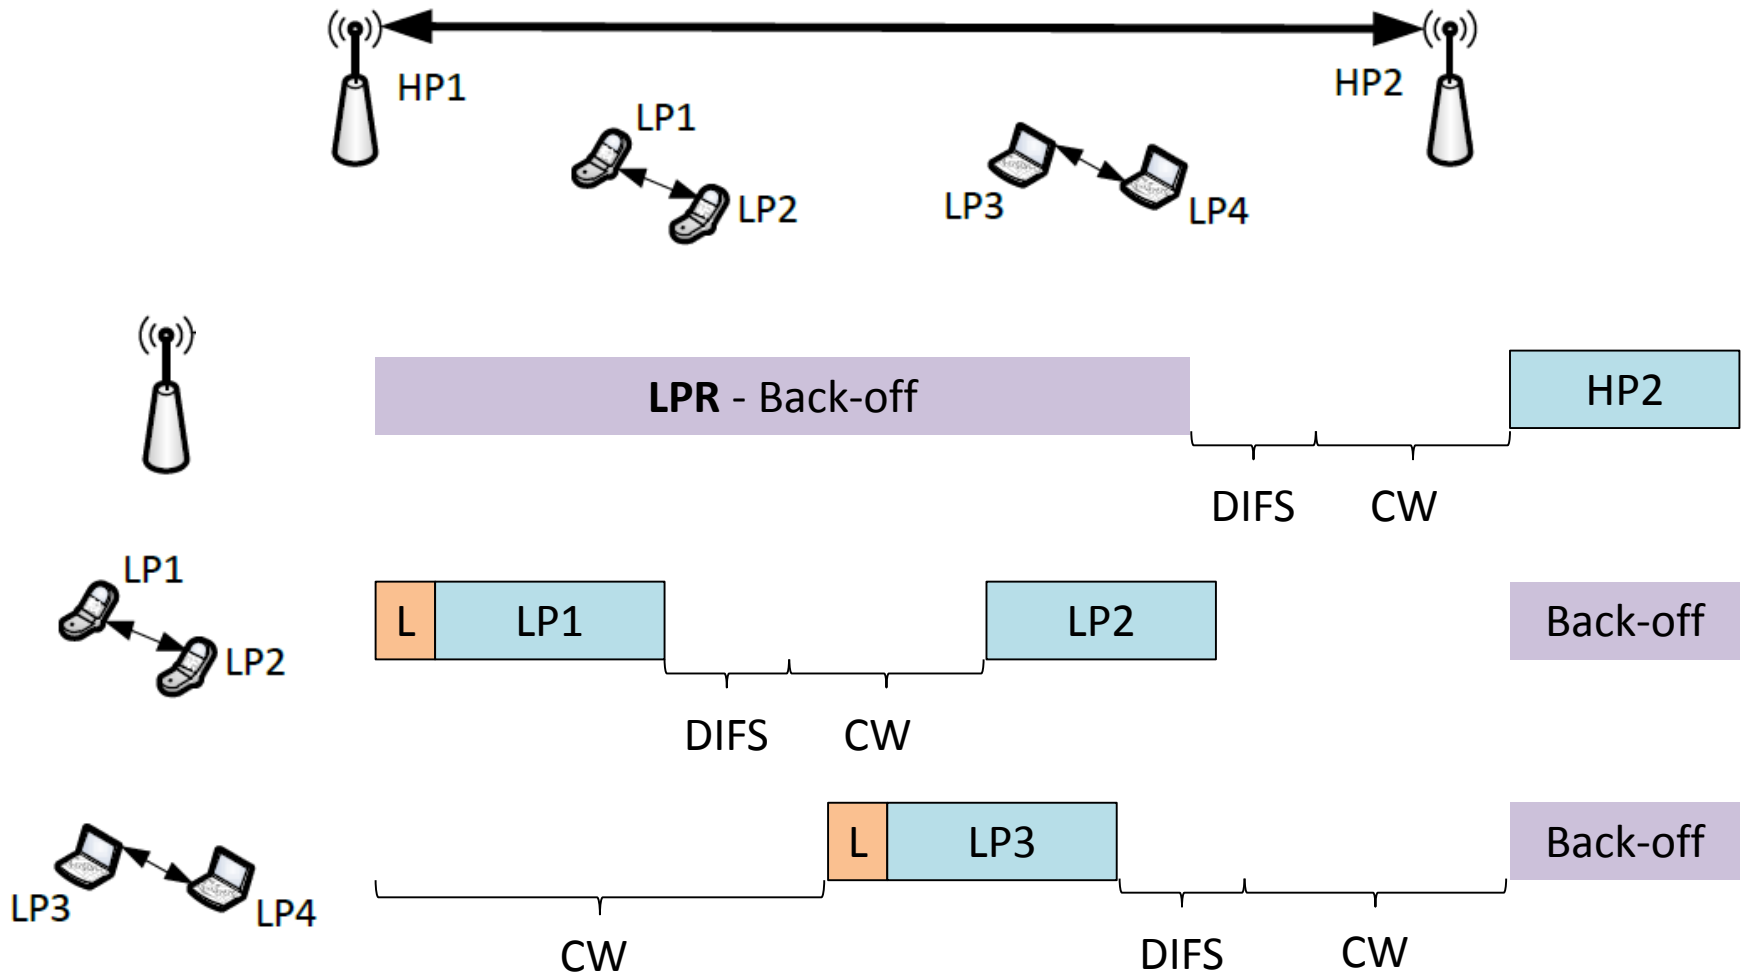 HP1
HP2
LP1
LP2
LP3
LP4
LPR - Back-off
HP2
DIFS
CW
LP1
LP2
L
LP1
LP2
Back-off
DIFS
CW
LP3
LP4
L
LP3
Back-off
CW
DIFS
CW